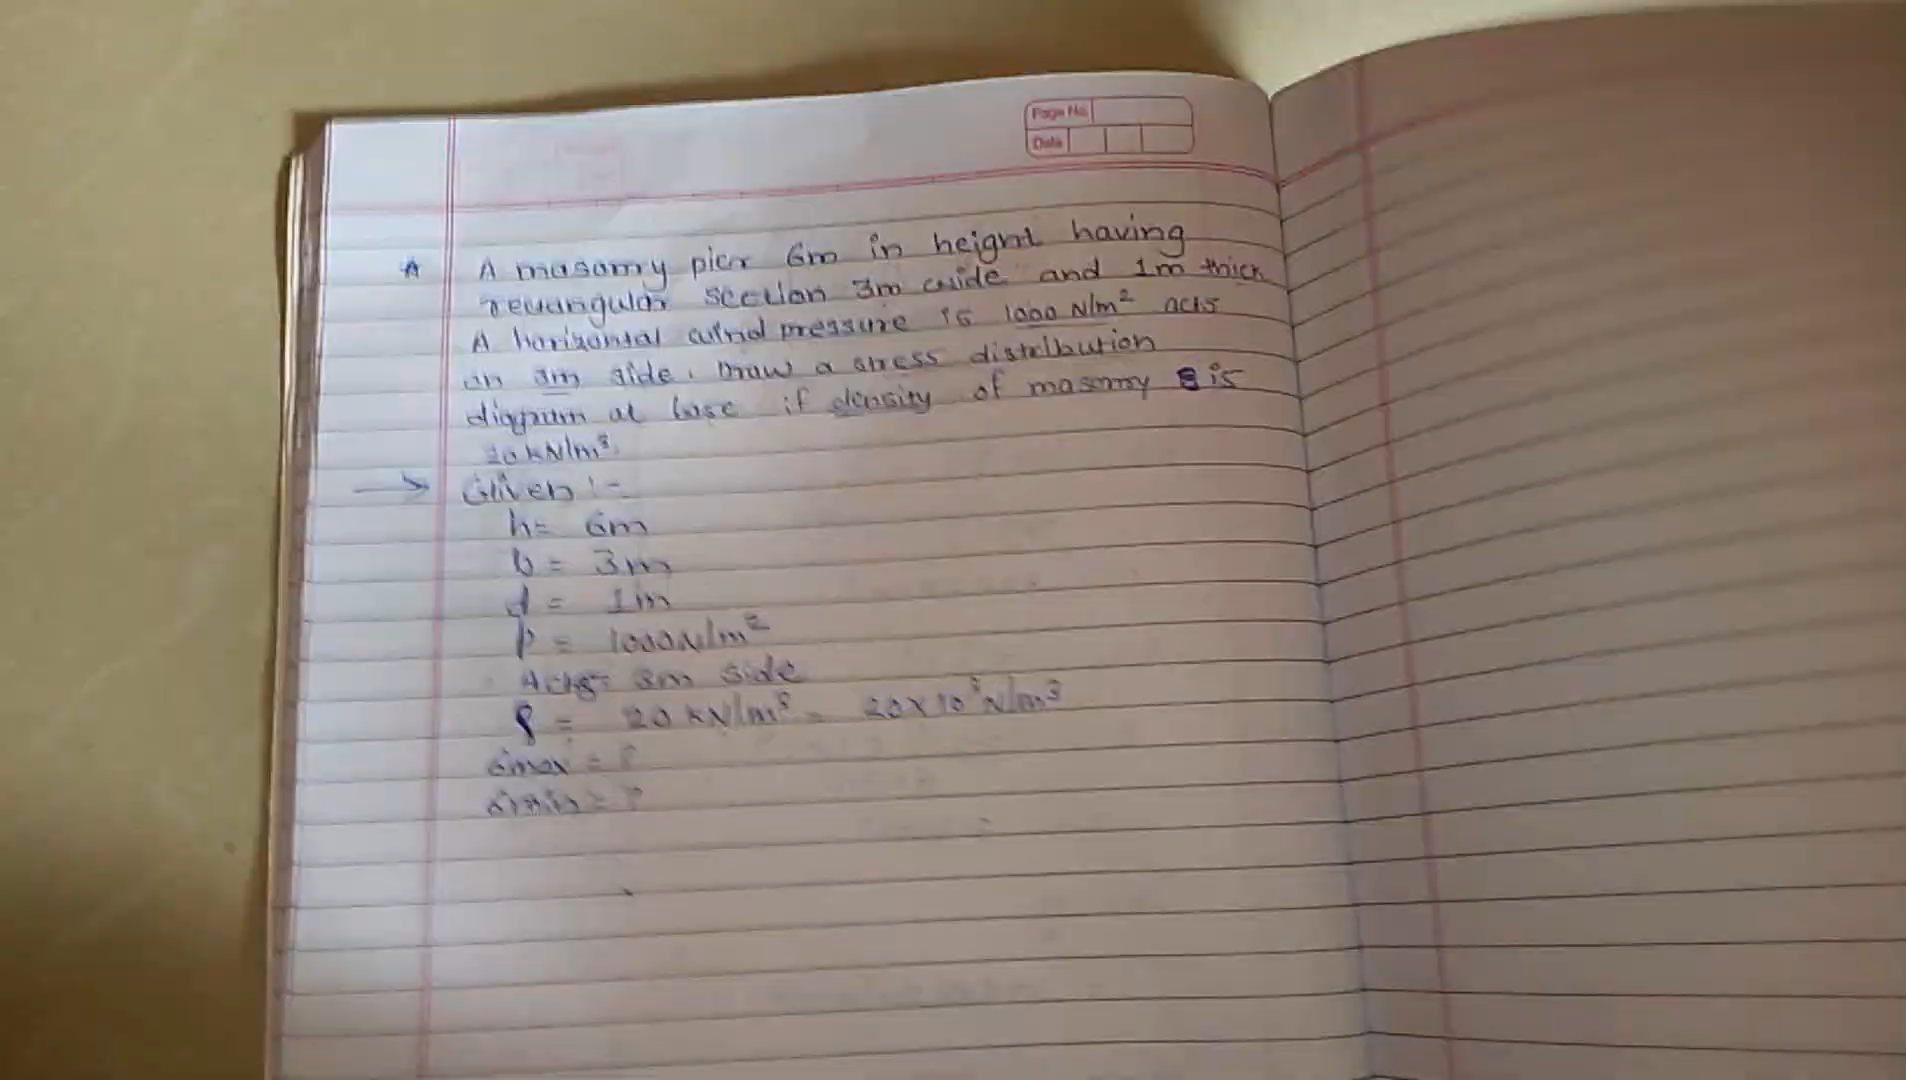 Page No.
Date
* A masonry pier 6m in height having
rectangular section 3m wide and 1m thick
A horizontal wind pressure is 1000 N/m² acts
on 3m side. Draw a stress distribution
diagram at base if density of masonry is
20 kN/m³.
→ Given :-
h = 6m
b = 3m
d = 1m
p = 1000N/m²
Acts = 3m side
ρ = 20 kN/m³ = 20×10³N/m³
σmax = ?
σmin = ?